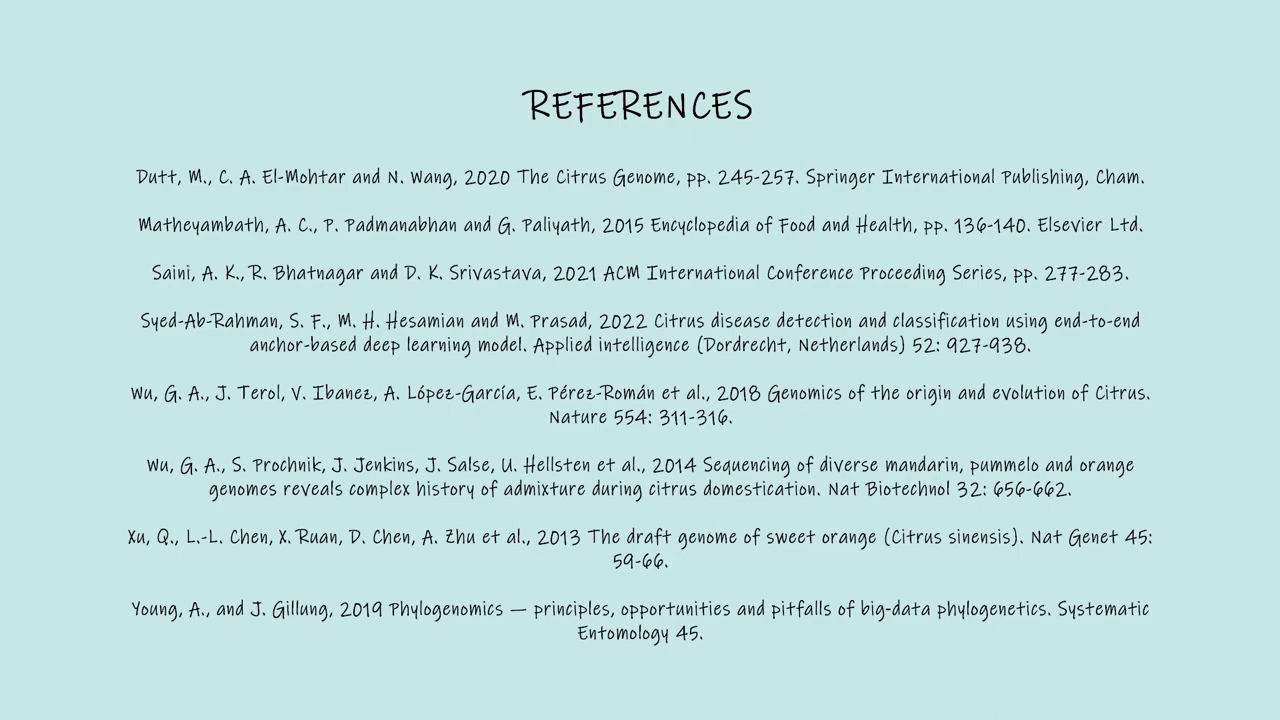 REFERENCES
Dutt, M., C. A. El-Mohtar and N. Wang, 2020 The Citrus Genome, pp. 245-257. Springer International Publishing, Cham.
Matheyambath, A. C., P. Padmanabhan and G. Paliyath, 2015 Encyclopedia of Food and Health, pp. 136-140. Elsevier Ltd.
Saini, A. K., R. Bhatnagar and D. K. Srivastava, 2021 ACM International Conference Proceeding Series, pp. 277-283.
Syed-Ab-Rahman, S. F., M. H. Hesamian and M. Prasad, 2022 Citrus disease detection and classification using end-to-end
anchor-based deep learning model. Applied intelligence (Dordrecht, Netherlands) 52: 927-938.
Wu, G. A., J. Terol, V. Ibanez, A. López-García, E. Pérez-Román et al., 2018 Genomics of the origin and evolution of Citrus.
Nature 554: 311-316.
Wu, G. A., S. Prochnik, J. Jenkins, J. Salse, U. Hellsten et al., 2014 Sequencing of diverse mandarin, pummelo and orange
genomes reveals complex history of admixture during citrus domestication. Nat Biotechnol 32: 656-662.
Xu, Q., L.-L. Chen, X. Ruan, D. Chen, A. Zhu et al., 2013 The draft genome of sweet orange (Citrus sinensis). Nat Genet 45:
59-66.
Young, A., and J. Gillung, 2019 Phylogenomics — principles, opportunities and pitfalls of big-data phylogenetics. Systematic
Entomology 45.